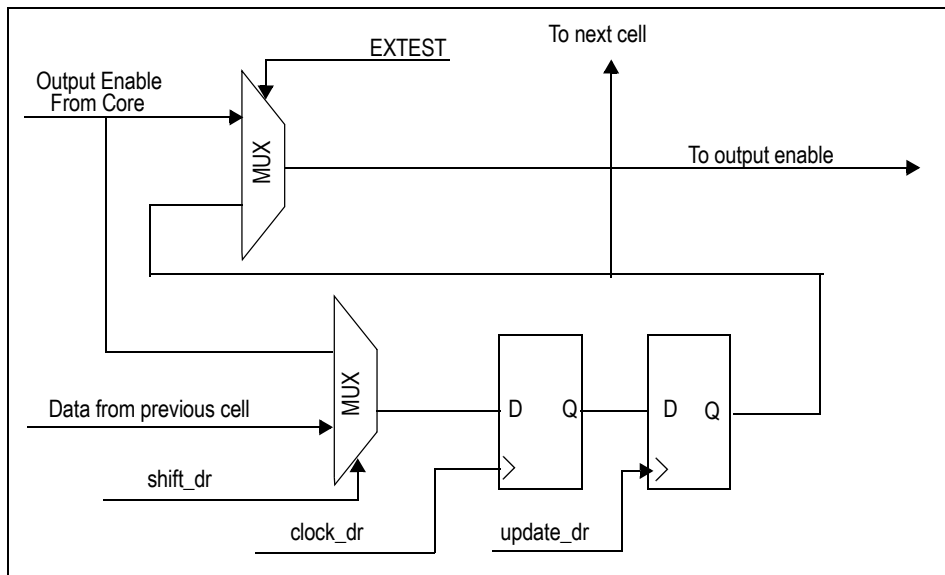 To next cell
EXTEST
Output Enable
From Core
MUX
To output enable
MUX
Data from previous cell
D
Q
D
Q
shift_dr
clock_dr
update_dr